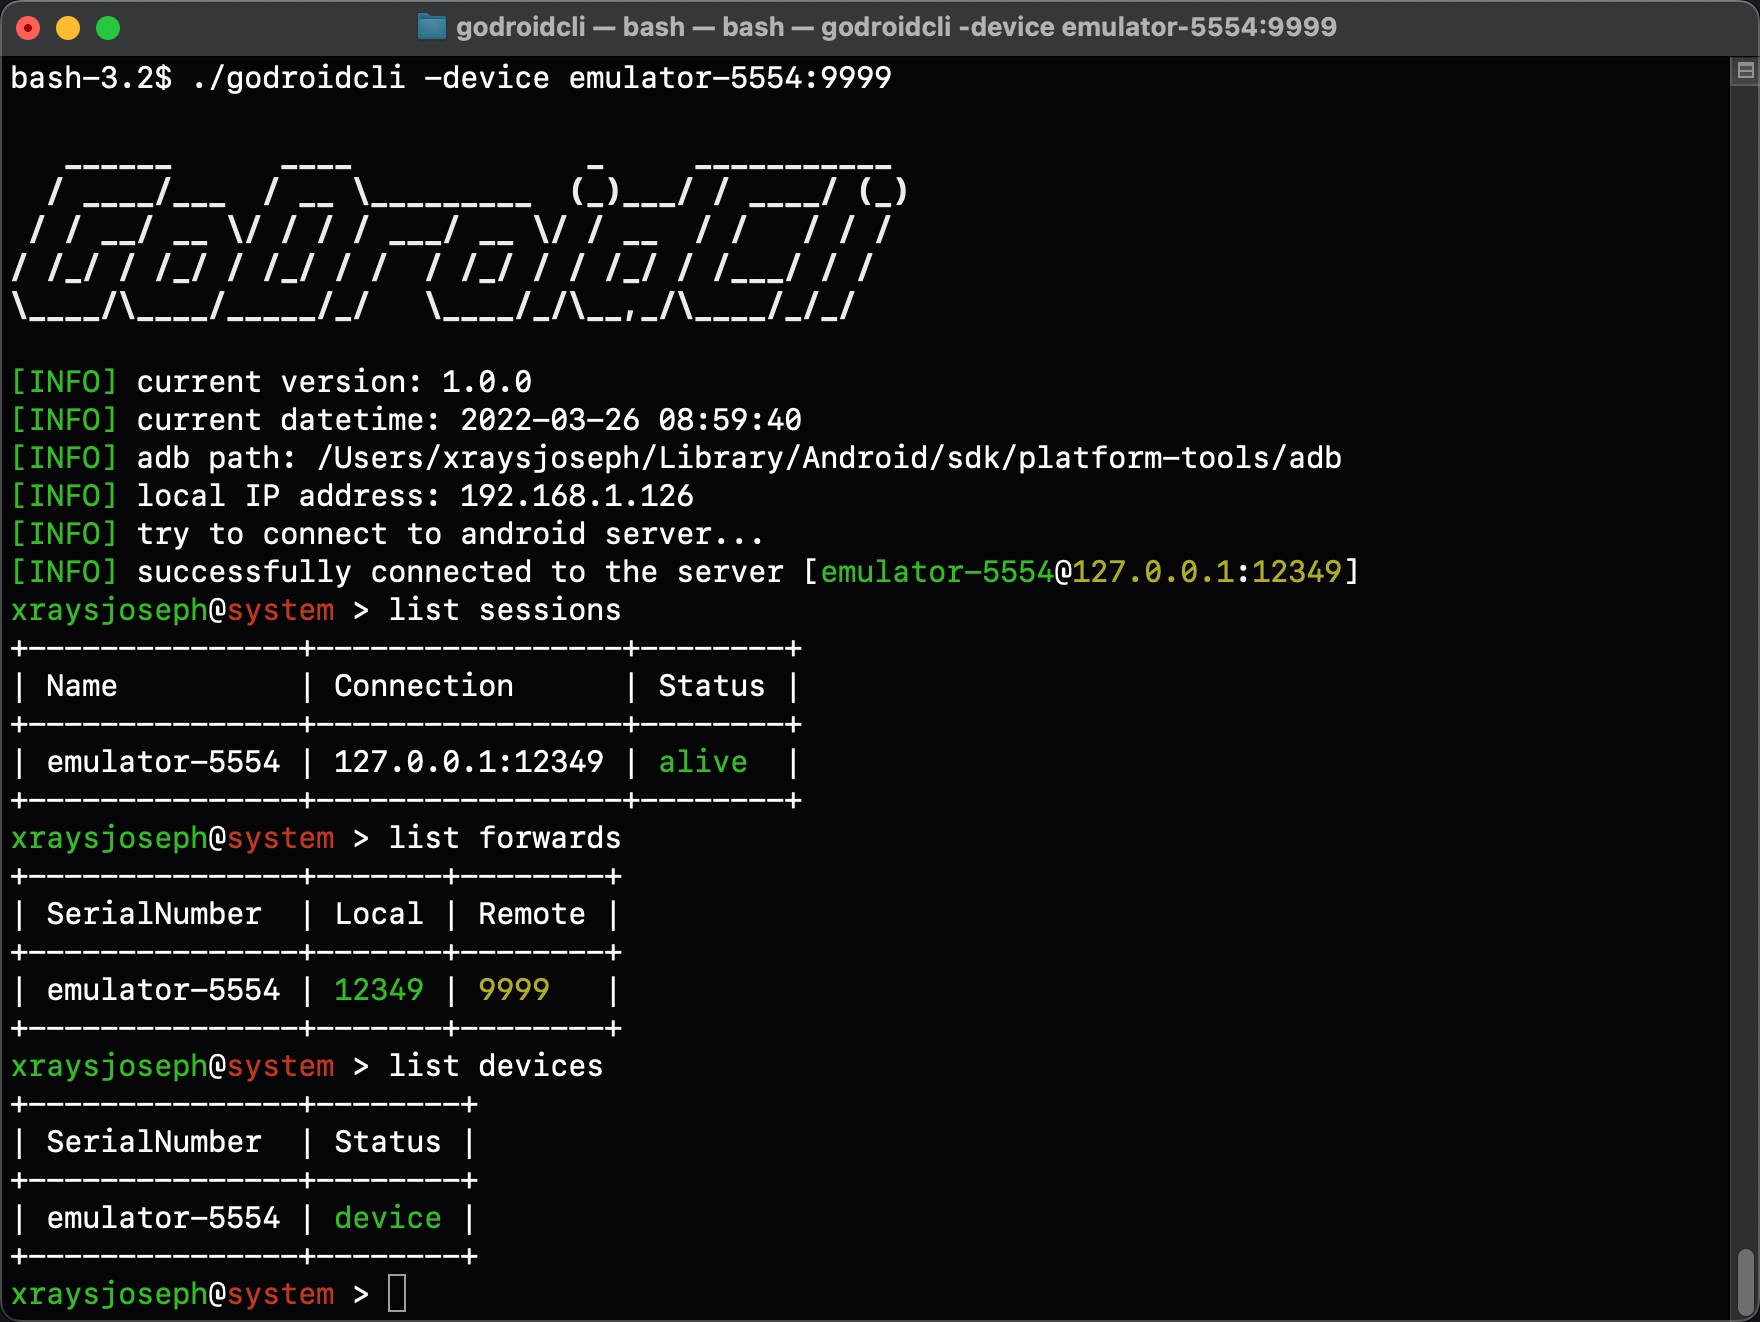 godroidcli — bash — bash — godroidcli -device emulator-5554:9999
bash-3.2$ ./godroidcli -device emulator-5554:9999
GoDroidCli
[INFO] current version: 1.0.0
[INFO] current datetime: 2022-03-26 08:59:40
[INFO] adb path: /Users/xraysjoseph/Library/Android/sdk/platform-tools/adb
[INFO] local IP address: 192.168.1.126
[INFO] try to connect to android server...
[INFO] successfully connected to the server [emulator-5554@127.0.0.1:12349]
xraysjoseph@system > list sessions
+---------------+-----------------+--------+
| Name          | Connection      | Status |
+---------------+-----------------+--------+
| emulator-5554 | 127.0.0.1:12349 | alive  |
+---------------+-----------------+--------+
xraysjoseph@system > list forwards
+---------------+-------+--------+
| SerialNumber  | Local | Remote |
+---------------+-------+--------+
| emulator-5554 | 12349 | 9999   |
+---------------+-------+--------+
xraysjoseph@system > list devices
+---------------+--------+
| SerialNumber  | Status |
+---------------+--------+
| emulator-5554 | device |
+---------------+--------+
xraysjoseph@system >